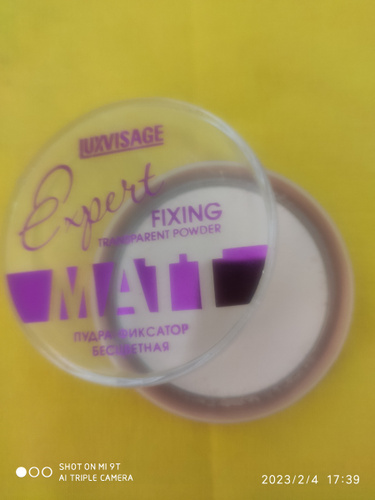 LUXVISAGE
Expert
FIXING
TRANSPARENT POWDER
MATT
ПУДРА-ФИКСАТОР
БЕСЦВЕТНАЯ
SHOT ON MI 9T
AI TRIPLE CAMERA
2023/2/4 17:39